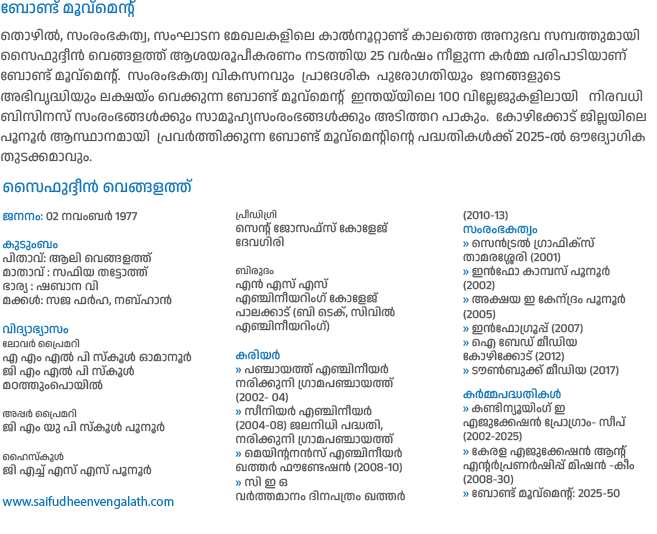 ബോണ്ട് മൂവ്മെന്റ്
തൊഴിൽ, സംരംഭകത്വ, സംഘാടന മേഖലകളിലെ കാൽനൂറ്റാണ്ട് കാലത്തെ അനുഭവ സമ്പത്തുമായി
സൈഫുദ്ദീൻ വെങ്ങളത്ത് ആശയരൂപീകരണം നടത്തിയ 25 വർഷം നീളുന്ന കർമ്മ പരിപാടിയാണ്
ബോണ്ട് മൂവ്മെന്റ്. സംരംഭകത്വ വികസനവും പ്രാദേശിക പുരോഗതിയും ജനങ്ങളുടെ
അഭിവൃദ്ധിയും ലക്ഷ്യം വെക്കുന്ന ബോണ്ട് മൂവ്മെന്റ് ഇന്തയ്യിലെ 100 വില്ലേജുകളിലായി നിരവധി
ബിസിനസ് സംരംഭങ്ങൾക്കും സാമൂഹ്യസംരംഭങ്ങൾക്കും അടിത്തറ പാകും. കോഴിക്കോട് ജില്ലയിലെ
പൂനൂർ ആസ്ഥാനമായി പ്രവർത്തിക്കുന്ന ബോണ്ട് മൂവ്മെന്റിന്റെ പദ്ധതികൾക്ക് 2025-ൽ ഔദ്യോഗിക
തുടക്കമാവും.
സൈഫുദ്ദീൻ വെങ്ങളത്ത്
ജനനം: 02 നവംബർ 1977
കുടുംബം
പിതാവ്: ആലി വെങ്ങളത്ത്
മാതാവ് : സഫിയ തട്ടോത്ത്
ഭാര്യ : ഷബാന വി
മക്കൾ: സജ ഫർഹ, നബ്ഹാൻ
വിദ്യാഭ്യാസം
ലോവർ പ്രൈമറി
എ എം എൽ പി സ്കൂൾ ഓമാനൂർ
ജി എം എൽ പി സ്കൂൾ
മഠത്തുംപൊയിൽ
അപ്പർ പ്രൈമറി
ജി എം യു പി സ്കൂൾ പൂനൂർ
ഹൈസ്കൂൾ
ജി എച്ച് എസ് എസ് പൂനൂർ
www.saifudheenvengalath.com
പ്രീഡിഗ്രി
സെന്റ് ജോസഫ്സ് കോളേജ്
ദേവഗിരി
ബിരുദം
എൻ എസ് എസ്
എഞ്ചിനീയറിംഗ് കോളേജ്
പാലക്കാട് (ബി ടെക്, സിവിൽ
എഞ്ചിനീയറിംഗ്)
കരിയർ
» പഞ്ചായത്ത് എഞ്ചിനീയർ
നരിക്കുനി ഗ്രാമപഞ്ചായത്ത്
(2002- 04)
» സീനിയർ എഞ്ചിനീയർ
(2004-08) ജലനിധി പദ്ധതി,
നരിക്കുനി ഗ്രാമപഞ്ചായത്ത്
» മെയിന്റനൻസ് എഞ്ചിനീയർ
ഖത്തർ ഫൗണ്ടേഷൻ (2008-10)
» സി ഇ ഒ
വർത്തമാനം ദിനപത്രം ഖത്തർ
(2010-13)
സംരംഭകത്വം
» സെൻട്രൽ ഗ്രാഫിക്സ്
താമരശ്ശേരി (2001)
» ഇൻഫോ കാമ്പസ് പൂനൂർ
(2002)
» അക്ഷയ ഇ കേന്ദ്രം പൂനൂർ
(2005)
» ഇൻഫോഗ്രൂപ്പ് (2007)
» ഐ ബേഡ് മീഡിയ
കോഴിക്കോട് (2012)
» ടൗൺബുക്ക് മീഡിയ (2017)
കർമ്മപദ്ധതികൾ
» കണ്ടിന്യൂയിംഗ് ഇ
എജുക്കേഷൻ പ്രോഗ്രാം- സീപ്
(2002-2025)
» കേരള എജുക്കേഷൻ ആന്റ്
എന്റർപ്രണർഷിപ്പ് മിഷൻ -കീം
(2008-30)
» ബോണ്ട് മൂവ്മെന്റ്: 2025-50